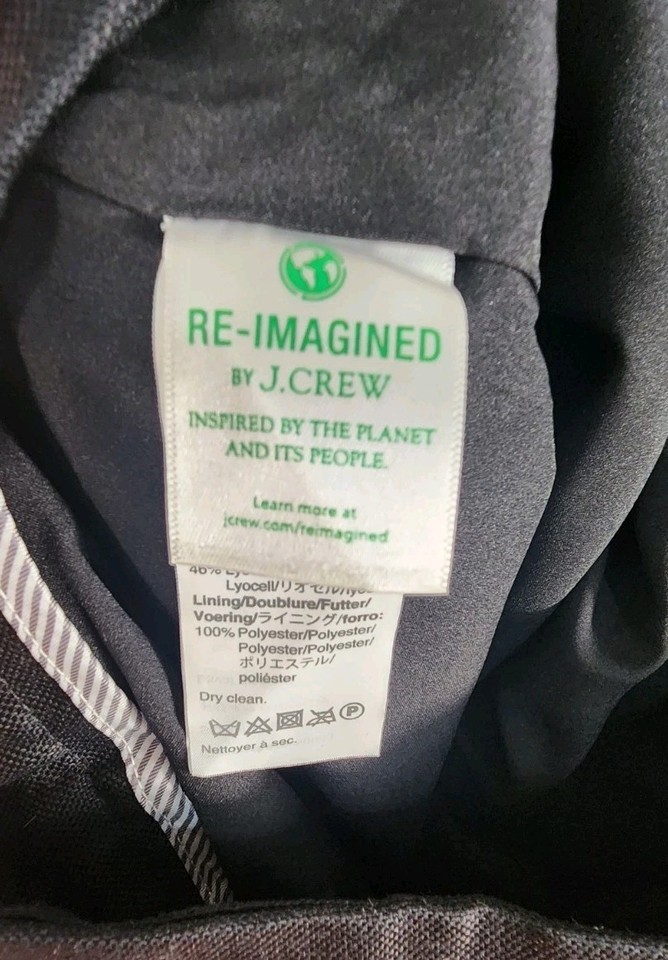 RE-IMAGINED
BY J.CREW
INSPIRED BY THE PLANET
AND ITS PEOPLE.
Learn more at
jcrew.com/reimagined
46%
Lyocell/リオセル/
Lining/Doublure/Futter/
Voering/ライニング/forro:
100% Polyester/Polyester/
Polyester/Polyester/
ポリエステル/
poliéster
Dry clean.
P
Nettoyer à sec.